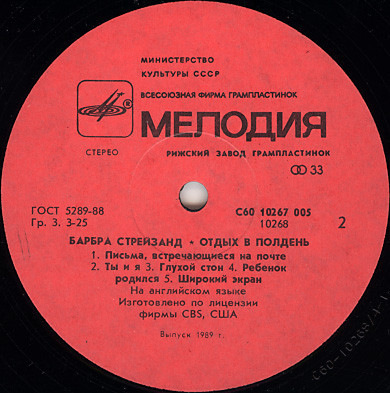 МИНИСТЕРСТВО
КУЛЬТУРЫ СССР
ВСЕСОЮЗНАЯ ФИРМА ГРАМПЛАСТИНОК
МЕЛОДИЯ
СТЕРЕО
РИЖСКИЙ ЗАВОД ГРАМПЛАСТИНОК
33
ГОСТ 5289-88
Гр. 3. 3-25
С60 10267 005
10268
2
БАРБРА СТРЕЙЗАНД ★ ОТДЫХ В ПОЛДЕНЬ
1. Письма, встречающиеся на почте
2. Ты и я 3. Глухой стон 4. Ребенок
родился 5. Широкий экран
На английском языке
Изготовлено по лицензии
фирмы CBS, США
Выпуск 1989 г.